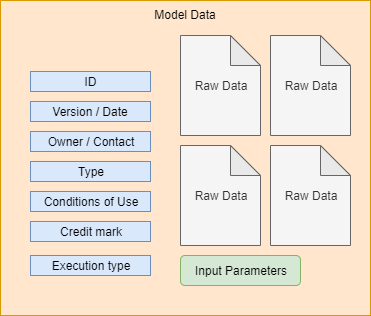 Model Data
ID
Version / Date
Owner / Contact
Type
Conditions of Use
Credit mark
Execution type
Raw Data
Raw Data
Raw Data
Raw Data
Input Parameters